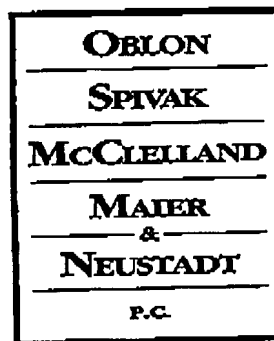 OBLON
SPIVAK
MCCLELLAND
MAIER
&
NEUSTADT
P.C.